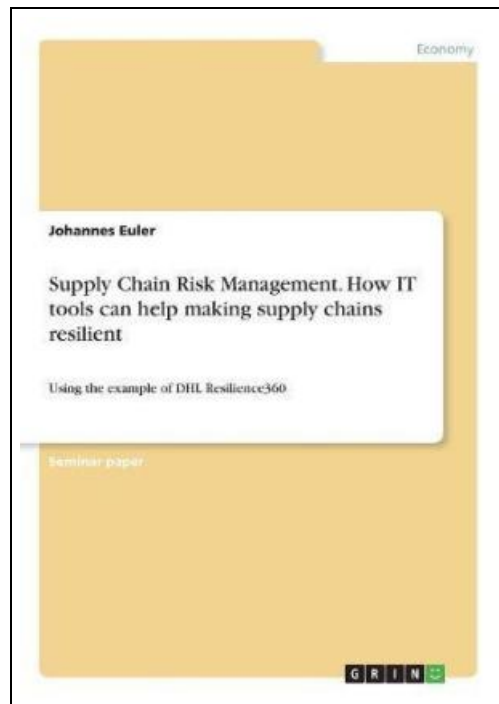 Economy
Johannes Euler
Supply Chain Risk Management. How IT
tools can help making supply chains
resilient
Using the example of DHL Resilience360
Seminar paper
GRIN